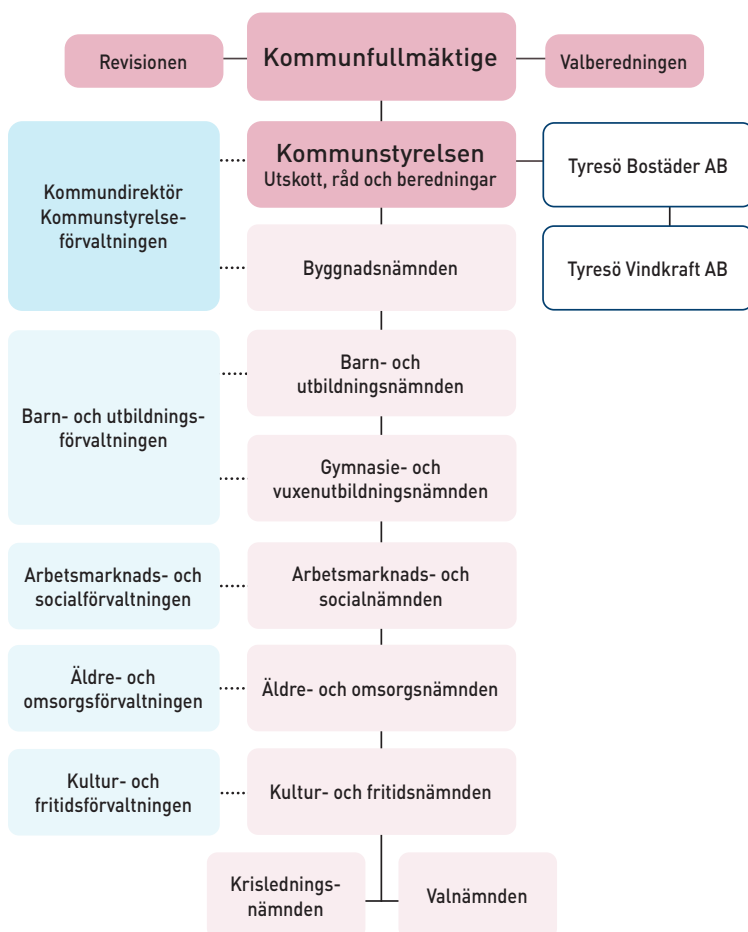 Revisionen
Kommunfullmäktige
Valberedningen
Kommundirektör
Kommunstyrelse-
förvaltningen
Kommunstyrelsen
Utskott, råd och beredningar
Tyresö Bostäder AB
Byggnadsnämnden
Tyresö Vindkraft AB
Barn- och utbildnings-
förvaltningen
Barn- och
utbildningsnämnden
Gymnasie- och
vuxenutbildningsnämnden
Arbetsmarknads- och
socialförvaltningen
Arbetsmarknads- och
socialnämnden
Äldre- och
omsorgsförvaltningen
Äldre- och omsorgsnämnden
Kultur- och
fritidsförvaltningen
Kultur- och fritidsnämnden
Krislednings-
nämnden
Valnämnden